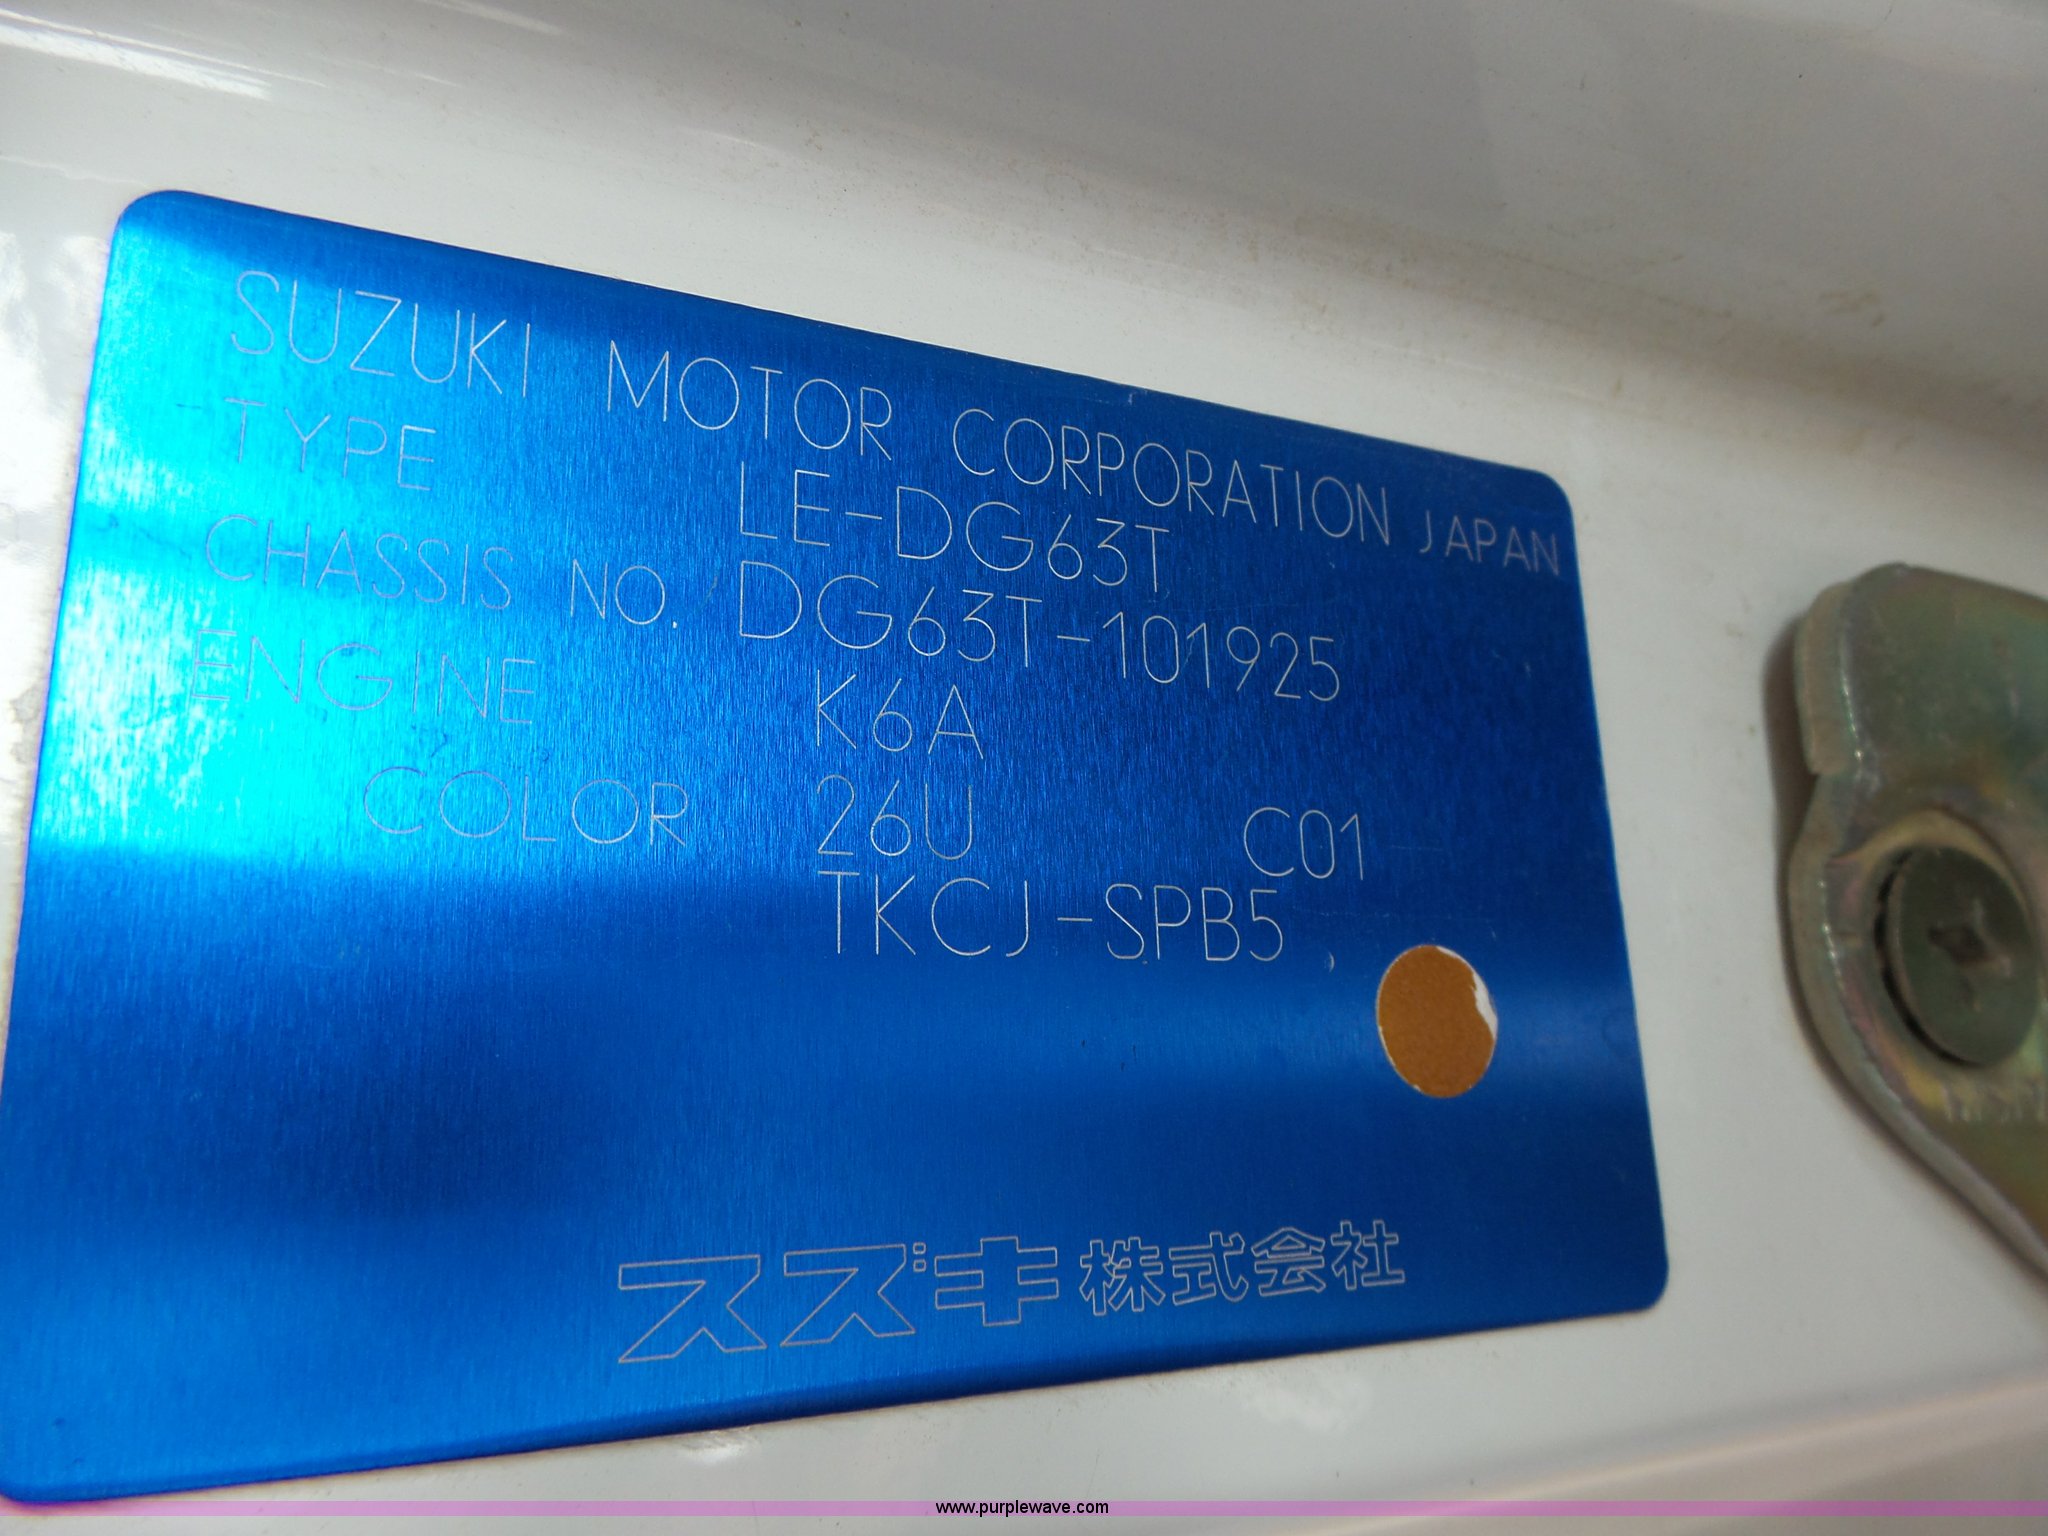 SUZUKI MOTOR CORPORATION JAPAN
TYPE LE-DG63T
CHASSIS NO. DG63T-101925
ENGINE K6A
COLOR 26U C01
TKCJ-SPB5
スズキ株式会社
www.purplewave.com